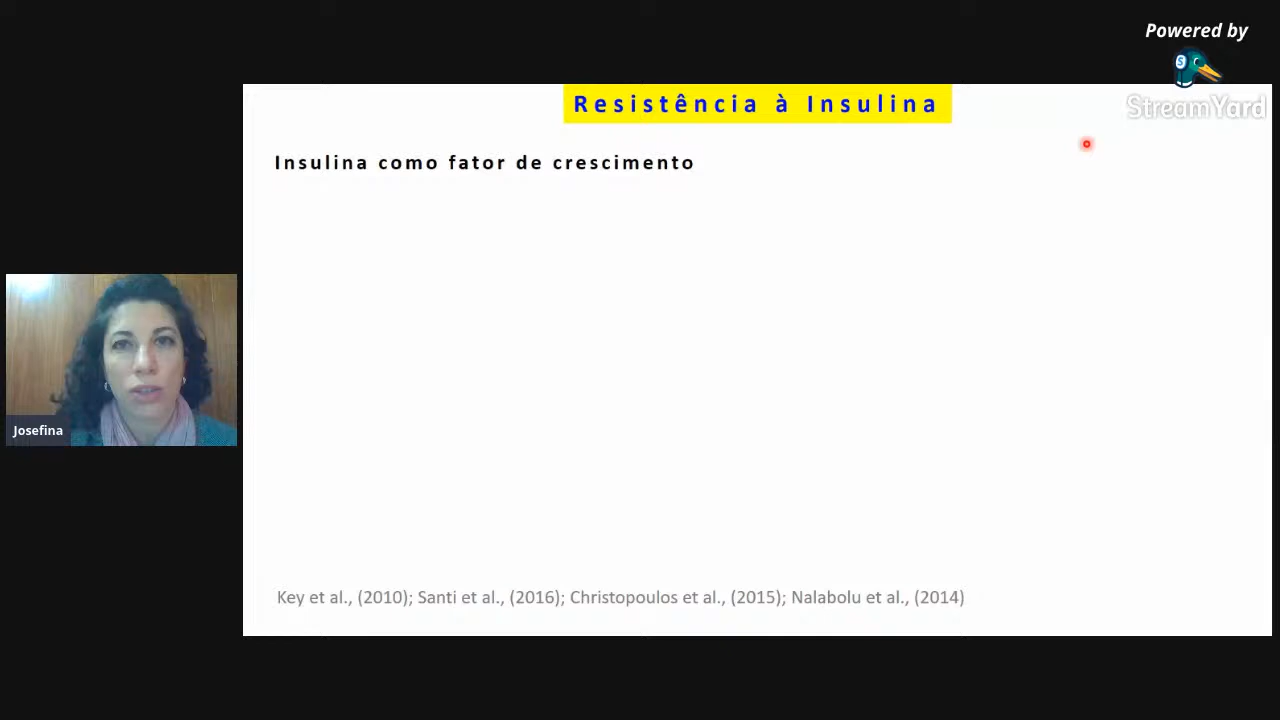 Powered by
StreamYard
Resistência à Insulina
Insulina como fator de crescimento
Josefina
Key et al., (2010); Santi et al., (2016); Christopoulos et al., (2015); Nalabolu et al., (2014)